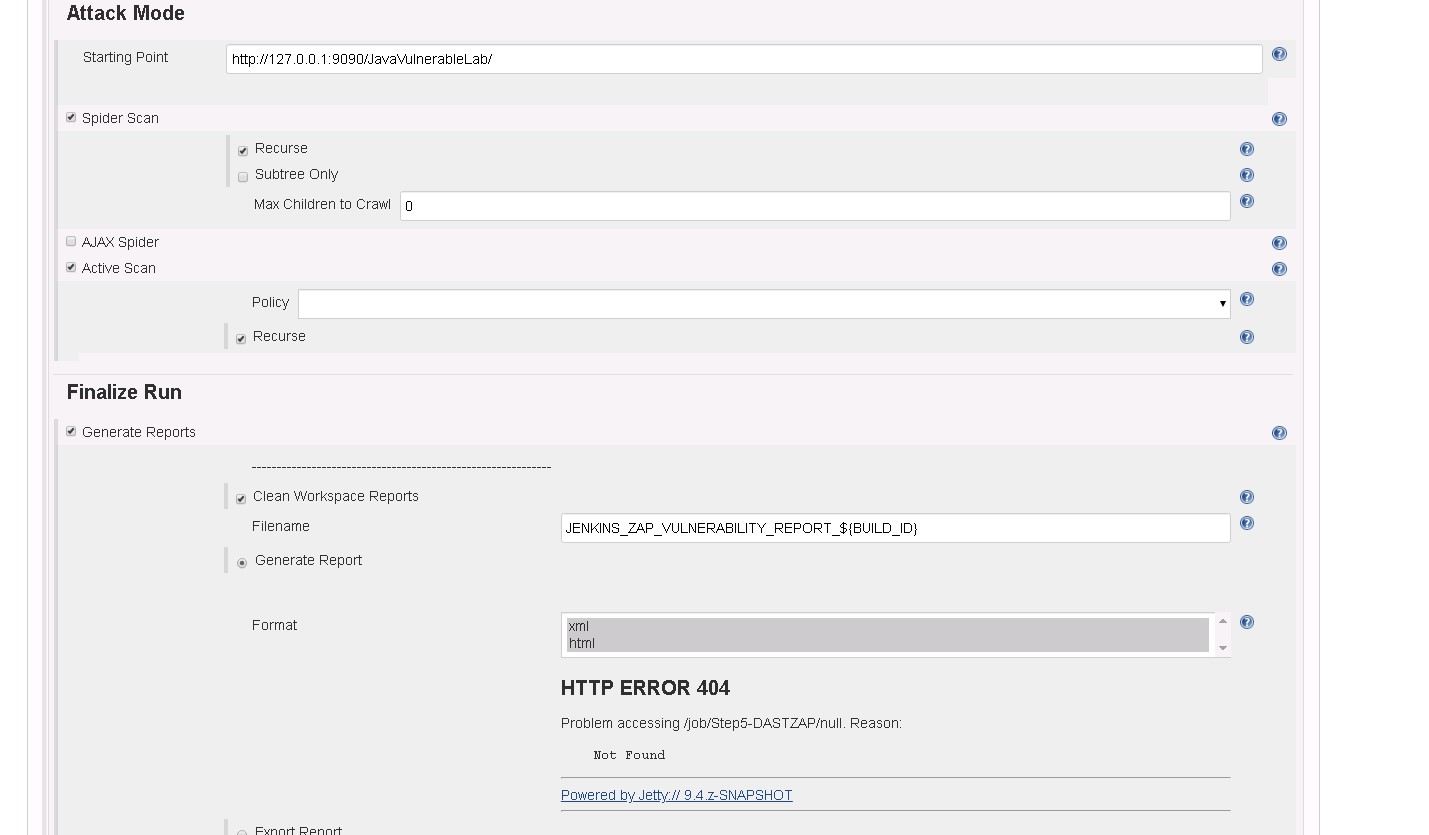 Attack Mode
Starting Point
http://127.0.0.1:9090/JavaVulnerableLab/
Spider Scan
Recurse
Subtree Only
Max Children to Crawl
0
AJAX Spider
Active Scan
Policy
Recurse
Finalize Run
Generate Reports
------------------------------------------------------------
Clean Workspace Reports
Filename
JENKINS_ZAP_VULNERABILITY_REPORT_${BUILD_ID}
Generate Report
Format
xml
html
HTTP ERROR 404
Problem accessing /job/Step5-DASTZAP/null. Reason:
Not Found
Powered by Jetty:// 9.4.z-SNAPSHOT
Export Report